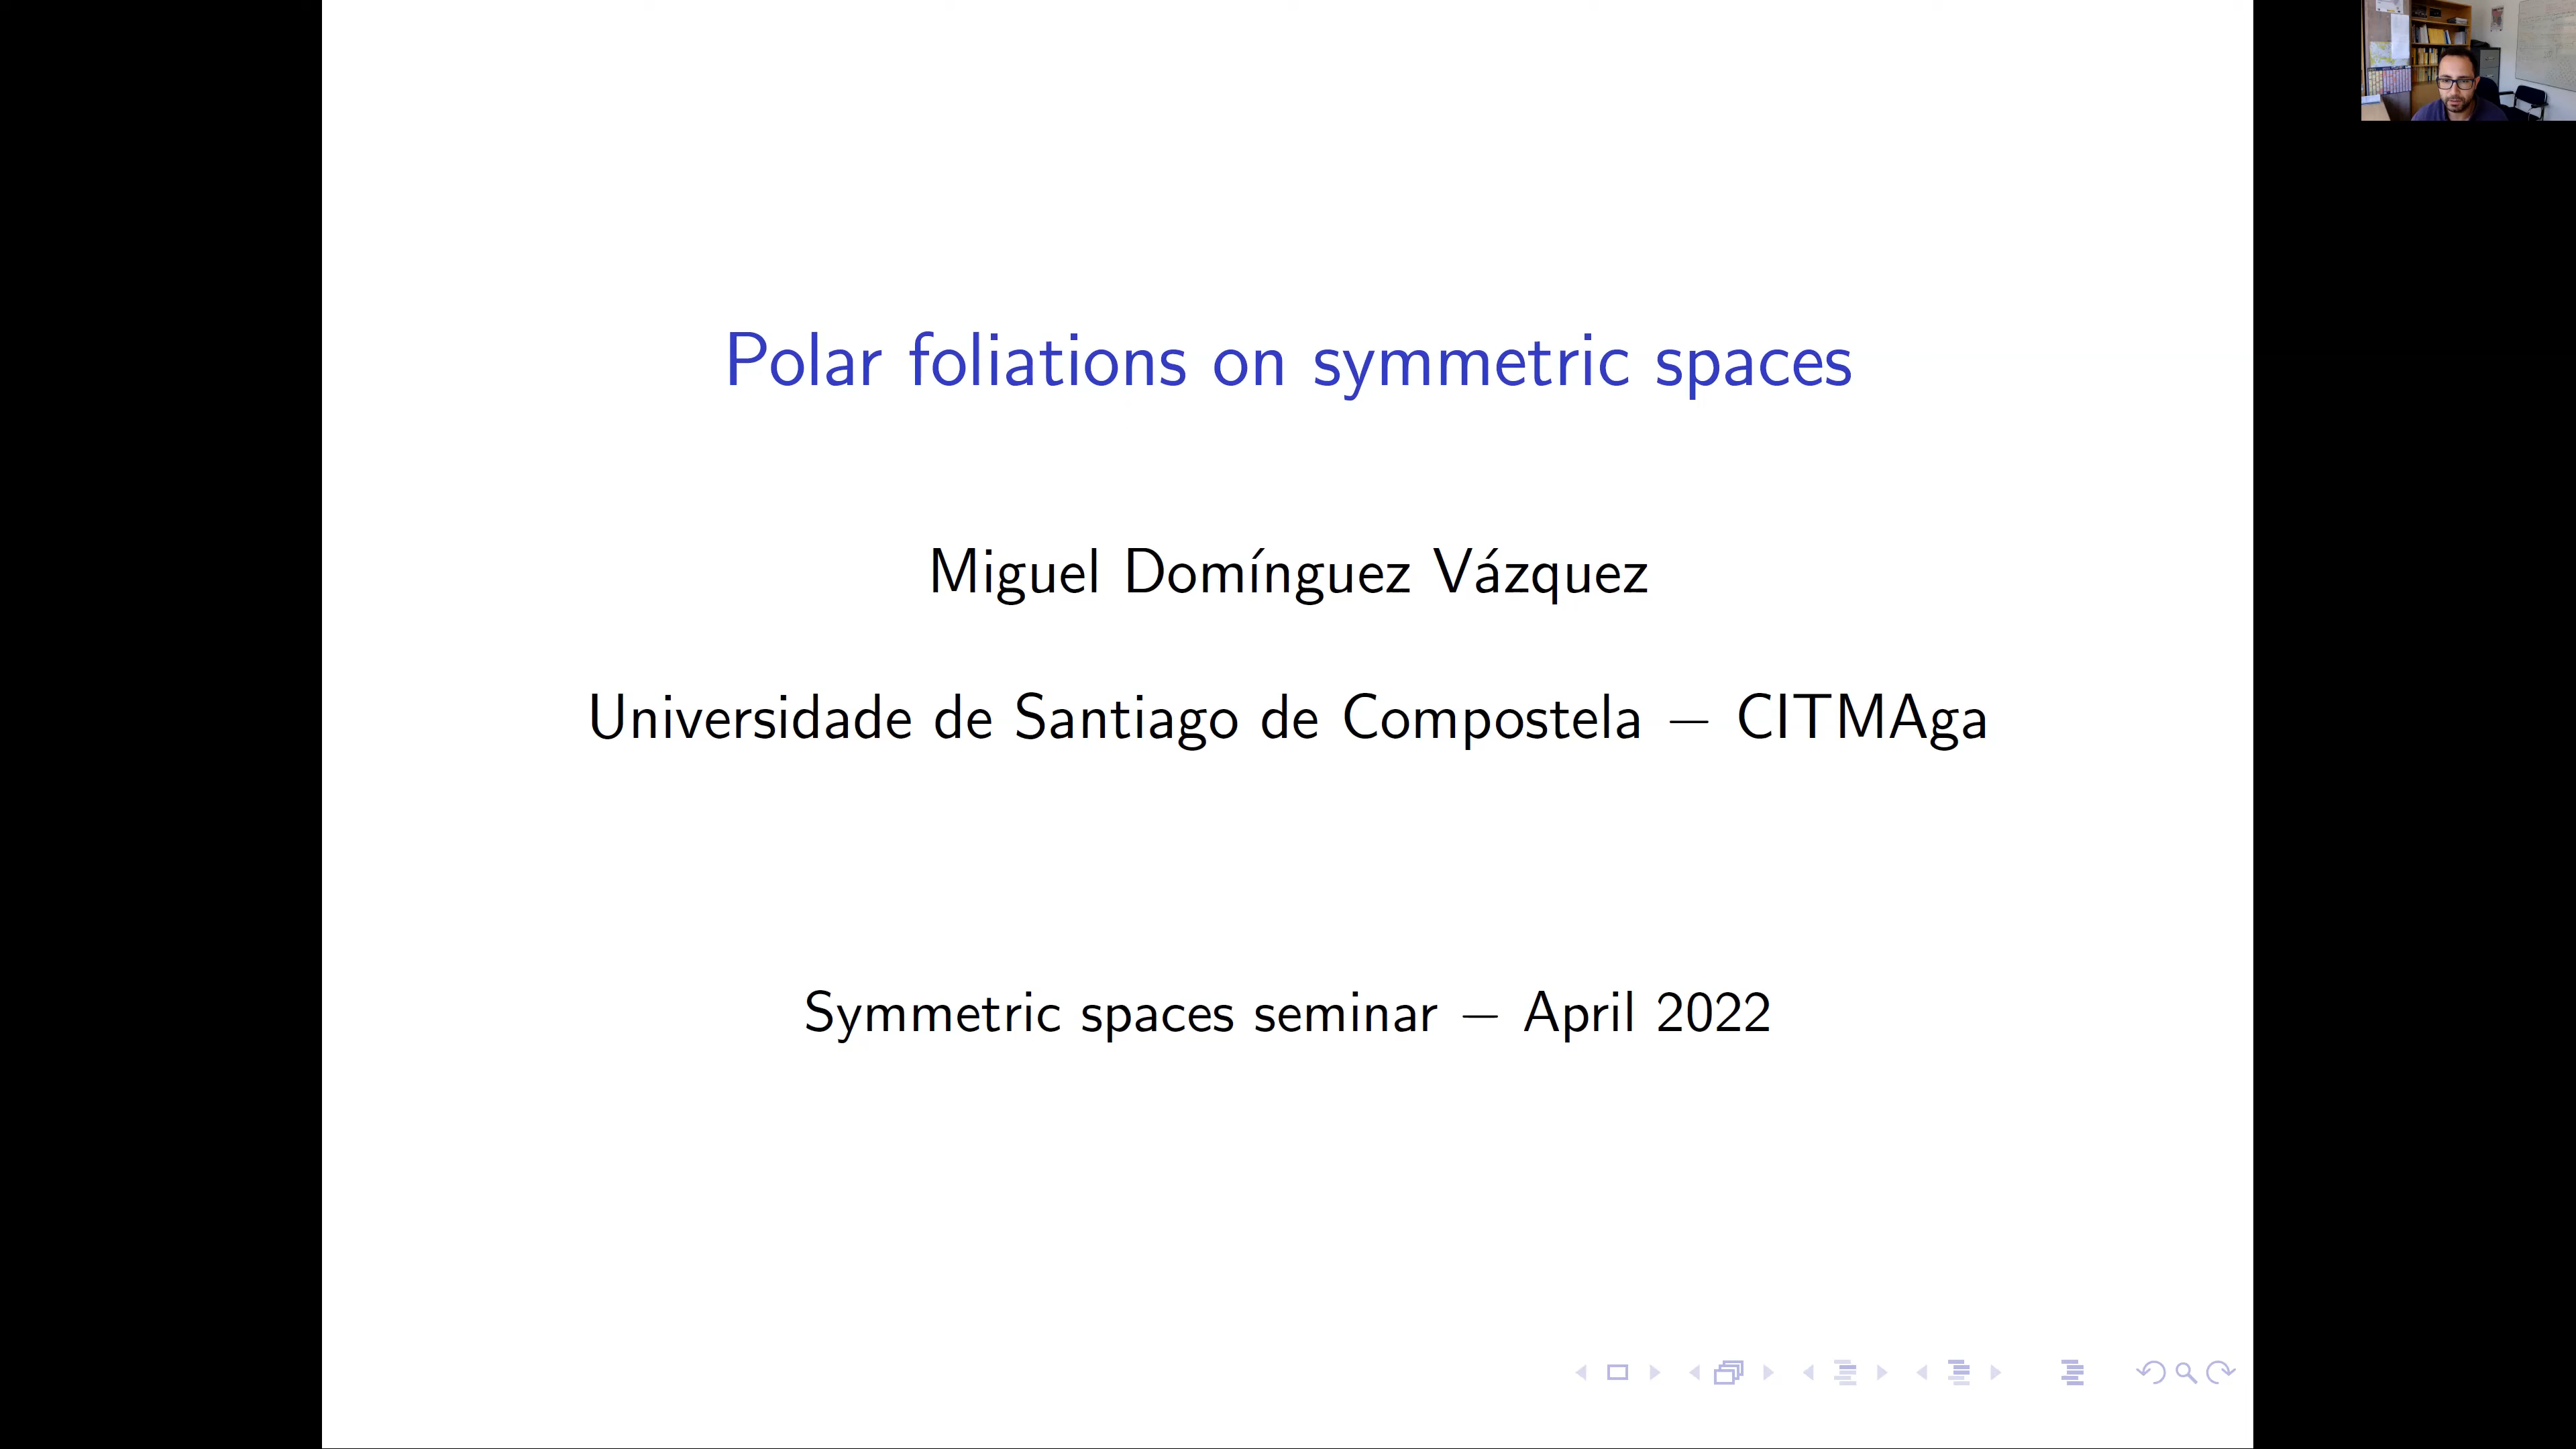 Polar foliations on symmetric spaces
Miguel Domínguez Vázquez
Universidade de Santiago de Compostela – CITMAga
Symmetric spaces seminar – April 2022